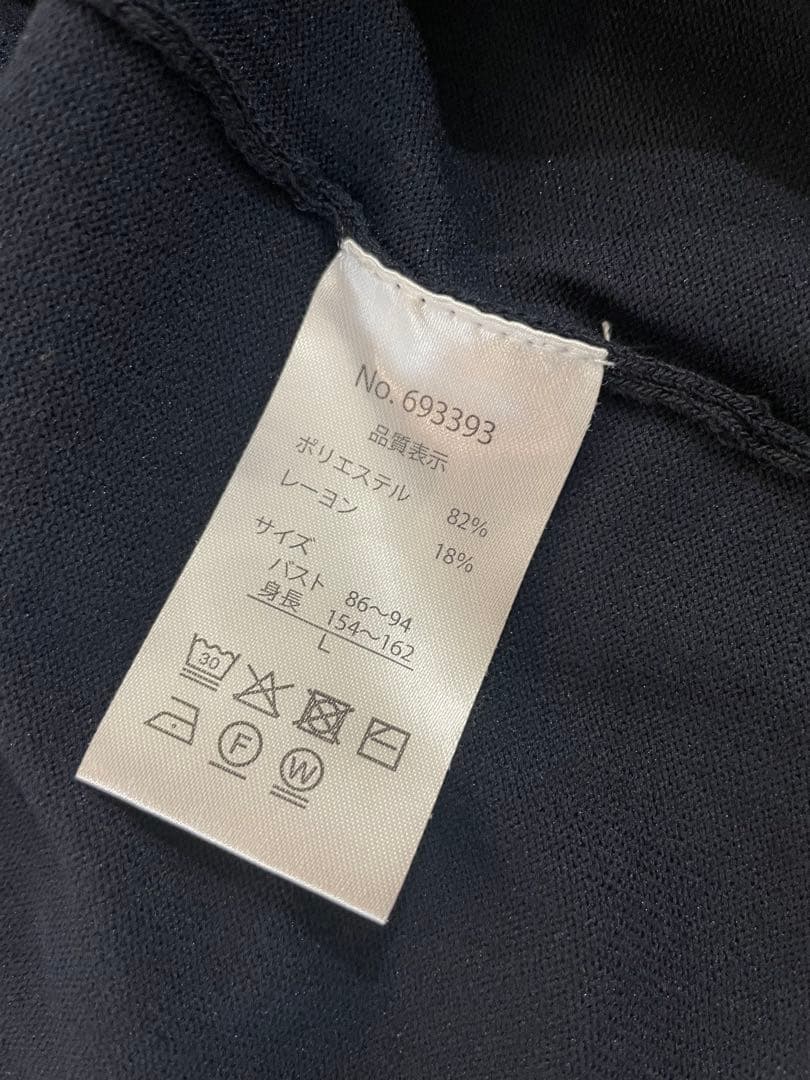 No. 693393
品質表示
ポリエステル 82%
レーヨン 18%
サイズ
バスト 86～94
身長 154～162
L
30
F
W